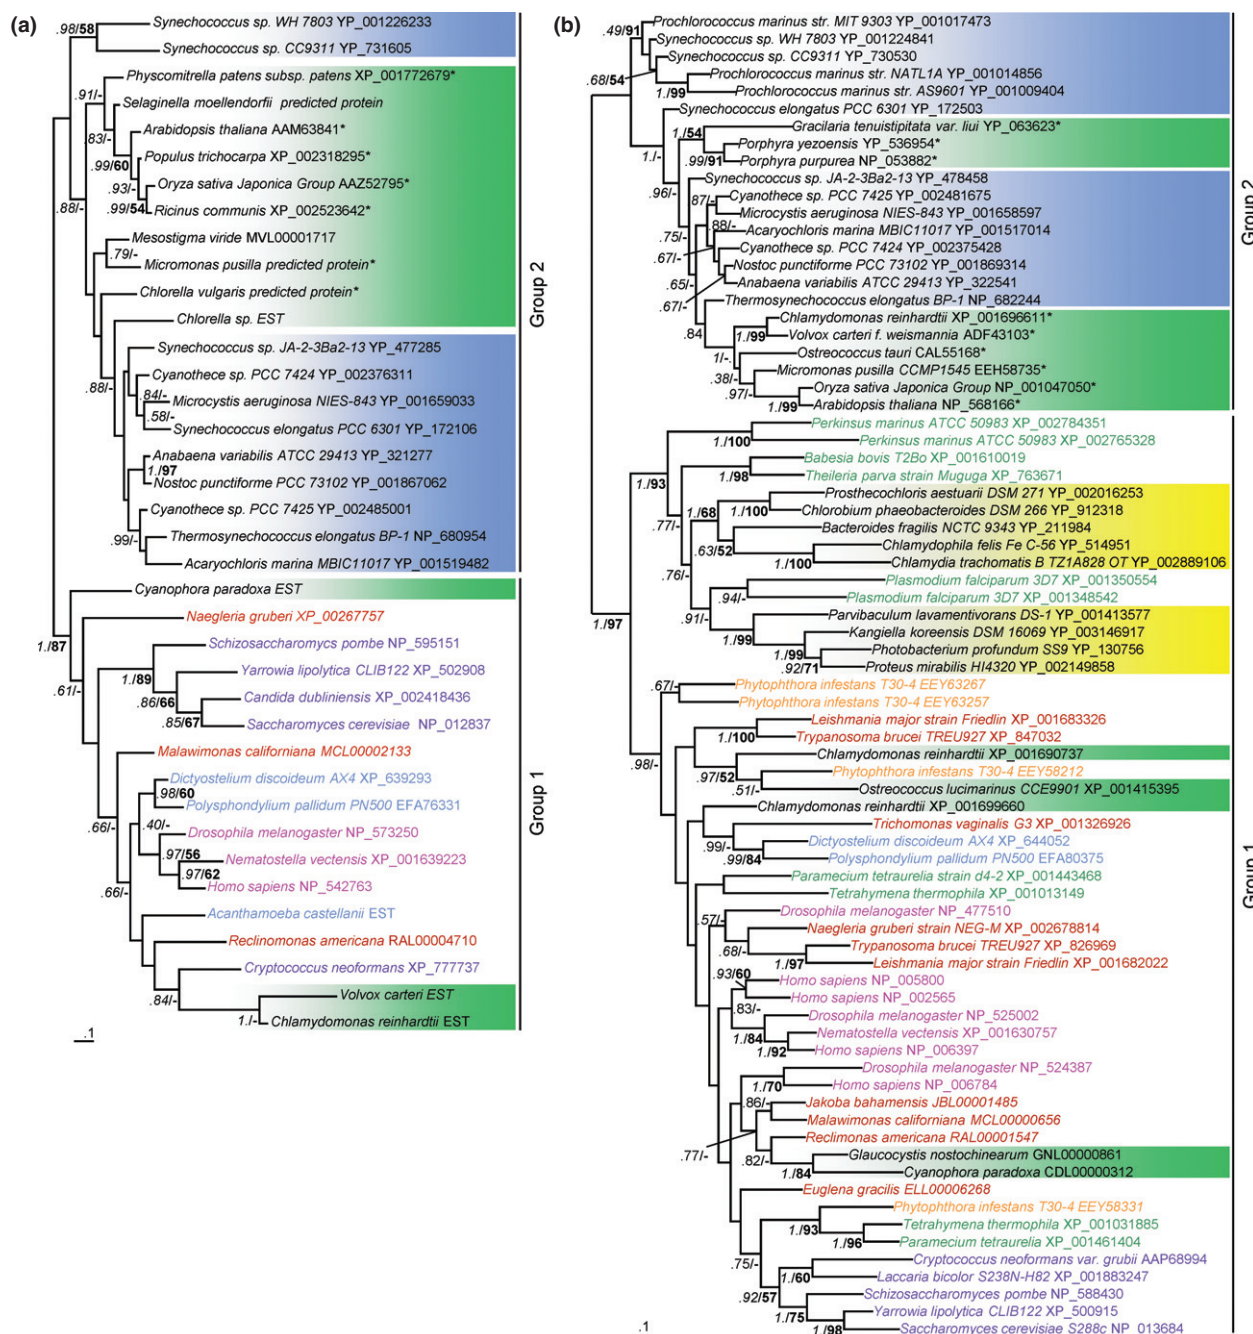 (a)
.98/58
Synechococcus sp. WH 7803 YP_001226233
Synechococcus sp. CC9311 YP_731605
Physcomitrella patens subsp. patens XP_001772679*
.91/-
Selaginella moellendorfii predicted protein
.83/-
Arabidopsis thaliana AAM63841*
.99/60
Populus trichocarpa XP_002318295*
.93/-
Oryza sativa Japonica Group AAZ52795*
.99/54
Ricinus communis XP_002523642*
.88/-
Mesostigma viride MVL00001717
.79/-
Micromonas pusilla predicted protein*
Chlorella vulgaris predicted protein*
Chlorella sp. EST
Synechococcus sp. JA-2-3Ba2-13 YP_477285
.88/-
Cyanothece sp. PCC 7424 YP_002376311
.84/-
Microcystis aeruginosa NIES-843 YP_001659033
.58/-
Synechococcus elongatus PCC 6301 YP_172106
Anabaena variabilis ATCC 29413 YP_321277
1./97
Nostoc punctiforme PCC 73102 YP_001867062
Cyanothece sp. PCC 7425 YP_002485001
.99/-
Thermosynechococcus elongatus BP-1 NP_680954
Acaryochloris marina MBIC11017 YP_001519482
Group 2
Cyanophora paradoxa EST
Naegleria gruberi XP_00267757
1./87
Schizosaccharomycs pombe NP_595151
.61/-
Yarrowia lipolytica CLIB122 XP_502908
1./89
.86/66
Candida dubliniensis XP_002418436
.85/67
Saccharomyces cerevisiae NP_012837
Malawimonas californiana MCL00002133
Dictyostelium discoideum AX4 XP_639293
.98/60
Polysphondylium pallidum PN500 EFA76331
.66/-
.40/-
Drosophila melanogaster NP_573250
.97/56
Nematostella vectensis XP_001639223
.97/62
Homo sapiens NP_542763
.66/-
Acanthamoeba castellanii EST
Reclinomonas americana RAL00004710
Cryptococcus neoformans XP_777737
.84/-
Volvox carteri EST
1./-
Chlamydomonas reinhardtii EST
Group 1
.1
(b)
Prochlorococcus marinus str. MIT 9303 YP_001017473
.49/91
Synechococcus sp. WH 7803 YP_001224841
Synechococcus sp. CC9311 YP_730530
.68/54
Prochlorococcus marinus str. NATL1A YP_001014856
1./99
Prochlorococcus marinus str. AS9601 YP_001009404
Synechococcus elongatus PCC 6301 YP_172503
1./54
Gracilaria tenuistipitata var. liui YP_063623*
Porphyra yezoensis YP_536954*
1./-
.99/91
Porphyra purpurea NP_053882*
Synechococcus sp. JA-2-3Ba2-13 YP_478458
.96/-
Cyanothece sp. PCC 7425 YP_002481675
.87/-
Microcystis aeruginosa NIES-843 YP_001658597
.88/-
Acaryochloris marina MBIC11017 YP_001517014
.75/-
Cyanothece sp. PCC 7424 YP_002375428
.67/-
Nostoc punctiforme PCC 73102 YP_001869314
.65/-
Anabaena variabilis ATCC 29413 YP_322541
.67/-
Thermosynechococcus elongatus BP-1 NP_682244
Chlamydomonas reinhardtii XP_001696611*
.84
1./99
Volvox carteri f. weismannia ADF43103*
1/-
Ostreococcus tauri CAL55168*
.38/-
Micromonas pusilla CCMP1545 EEH58735*
.97/-
Oryza sativa Japonica Group NP_001047050*
1./99
Arabidopsis thaliana NP_568166*
Group 2
Perkinsus marinus ATCC 50983 XP_002784351
1./100
Perkinsus marinus ATCC 50983 XP_002765328
Babesia bovis T2Bo XP_001610019
1./93
1./98
Theileria parva strain Muguga XP_763671
Prosthecochloris aestuarii DSM 271 YP_002016253
1./68
1./100
Chlorobium phaeobacteroides DSM 266 YP_912318
.77/-
Bacteroides fragilis NCTC 9343 YP_211984
.63/52
Chlamydophila felis Fe C-56 YP_514951
1./100
Chlamydia trachomatis B TZ1A828 OT YP_002889106
.76/-
Plasmodium falciparum 3D7 XP_001350554
.94/-
Plasmodium falciparum 3D7 XP_001348542
.91/-
Parvibaculum lavamentivorans DS-1 YP_001413577
1./97
1./99
Kangiella koreensis DSM 16069 YP_003146917
1./99
Photobacterium profundum SS9 YP_130756
.92/71
Proteus mirabilis HI4320 YP_002149858
.67/-
Phytophthora infestans T30-4 EEY63267
Phytophthora infestans T30-4 EEY63257
Leishmania major strain Friedlin XP_001683326
1./100
Trypanosoma brucei TREU927 XP_847032
Chlamydomonas reinhardtii XP_001690737
.98/-
.97/52
Phytophthora infestans T30-4 EEY58212
.51/-
Ostreococcus lucimarinus CCE9901 XP_001415395
Chlamydomonas reinhardtii XP_001699660
Trichomonas vaginalis G3 XP_001326926
.99/-
Dictyostelium discoideum AX4 XP_644052
.99/84
Polysphondylium pallidum PN500 EFA80375
Paramecium tetraurelia strain d4-2 XP_001443468
Tetrahymena thermophila XP_001013149
Drosophila melanogaster NP_477510
.57/-
Naegleria gruberi strain NEG-M XP_002678814
.68/-
Trypanosoma brucei TREU927 XP_826969
1./97
Leishmania major strain Friedlin XP_001682022
.93/60
Homo sapiens NP_005800
Homo sapiens NP_002565
.83/-
Drosophila melanogaster NP_525002
1./84
Nematostella vectensis XP_001630757
1./92
Homo sapiens NP_006397
Drosophila melanogaster NP_524387
1./70
Homo sapiens NP_006784
.86/-
Jakoba bahamensis JBL00001485
Malawimonas californiana MCL00000656
Reclimonas americana RAL00001547
.77/-
.82/-
Glaucocystis nostochinearum GNL00000861
1./84
Cyanophora paradoxa CDL00000312
Euglena gracilis ELL00006268
Phytophthora infestans T30-4 EEY58331
1./93
Tetrahymena thermophila XP_001031885
1./96
Paramecium tetraurelia XP_001461404
.75/-
Cryptococcus neoformans var. grubii AAP68994
1./60
Laccaria bicolor S238N-H82 XP_001883247
.92/57
Schizosaccharomyces pombe NP_588430
1./75
Yarrowia lipolytica CLIB122 XP_500915
1./98
Saccharomyces cerevisiae S288c NP_013684
Group 1
.1